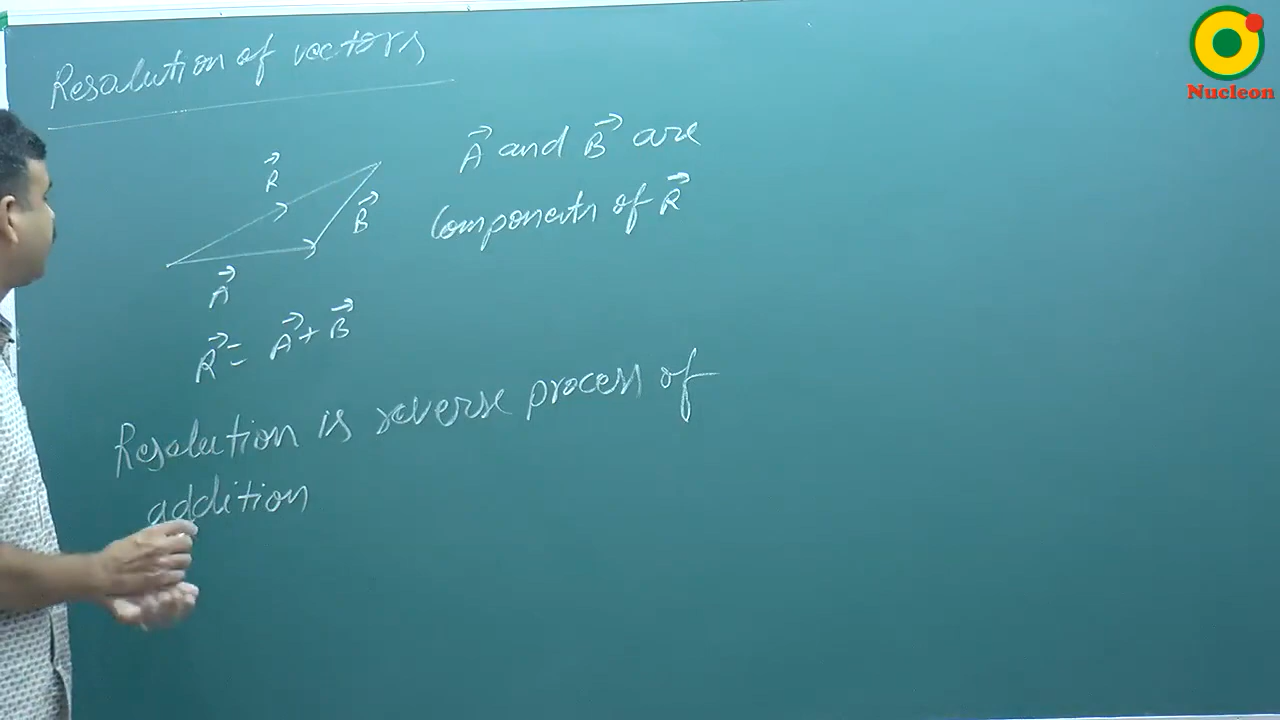 Resolution of vectors
R⃗
B⃗
A⃗
R⃗ = A⃗ + B⃗
A⃗ and B⃗ are
Components of R⃗
Resolution is reverse process of
addition
Nucleon